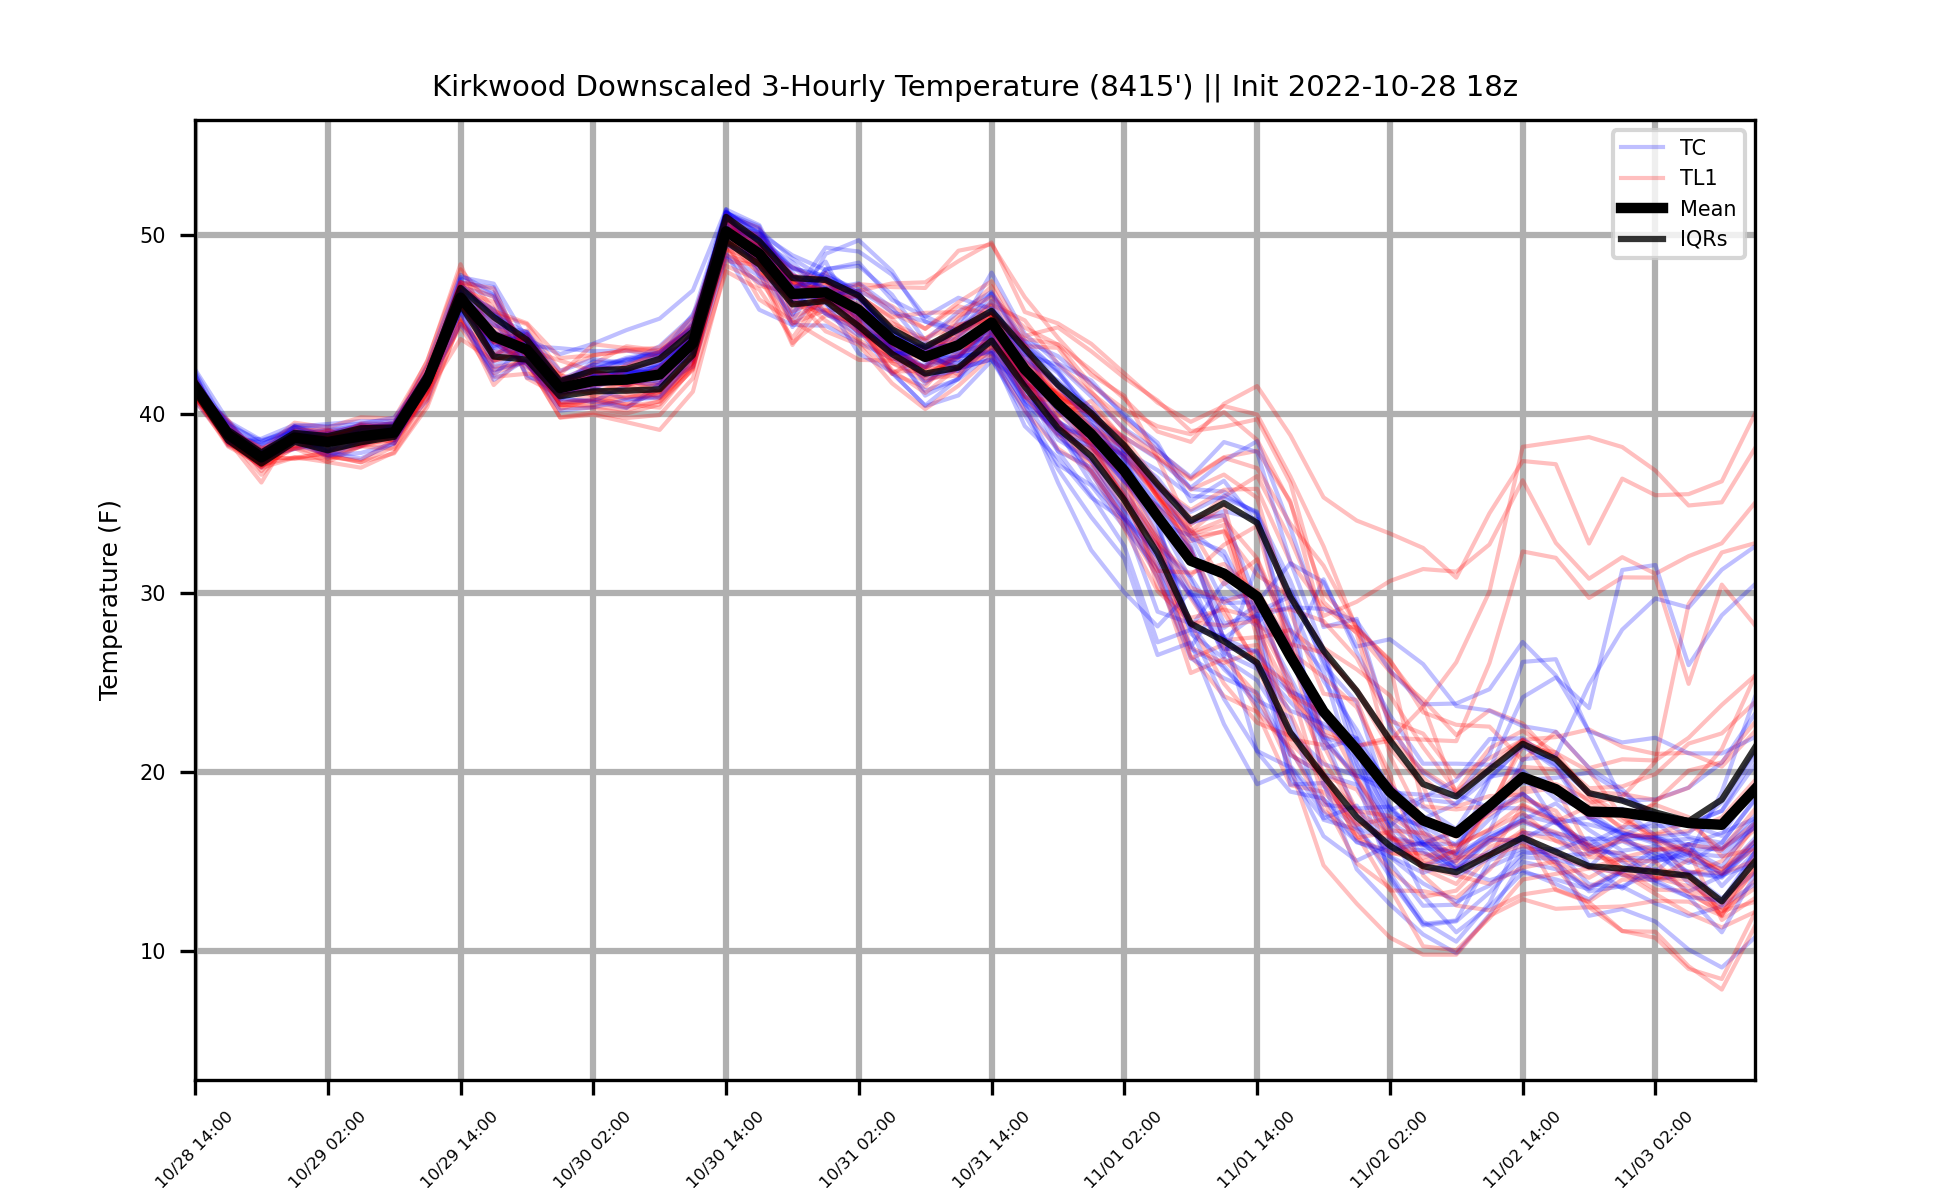 Kirkwood Downscaled 3-Hourly Temperature (8415') || Init 2022-10-28 18z
TC
TL1
Mean
IQRs
Temperature (F)
50
40
30
20
10
10/28 14:00
10/29 02:00
10/29 14:00
10/30 02:00
10/30 14:00
10/31 02:00
10/31 14:00
11/01 02:00
11/01 14:00
11/02 02:00
11/02 14:00
11/03 02:00